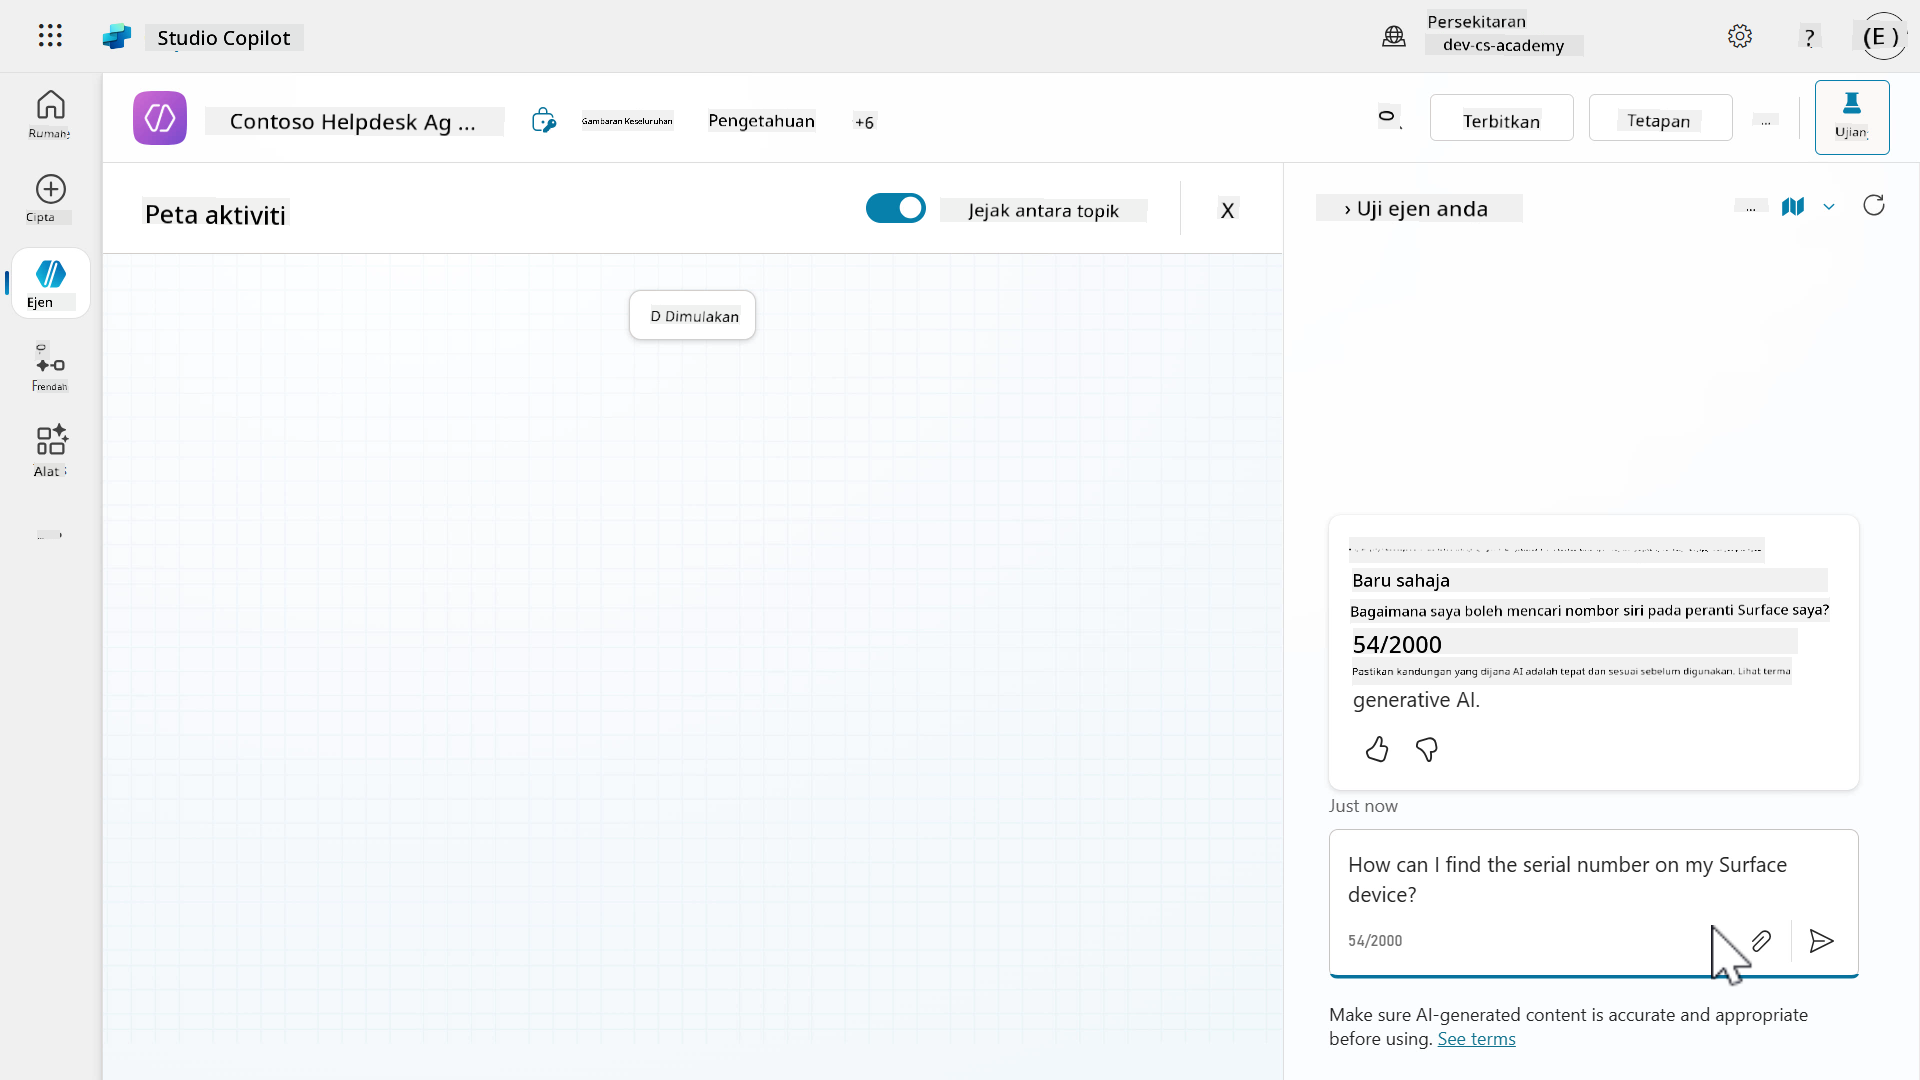 Studio Copilot
Persekitaran
dev-cs-academy
?
(E )
Rumah
Cipta
Ejen
Alat
Contoso Helpdesk Ag ...
Gambaran Keseluruhan
Pengetahuan
+6
Terbitkan
Tetapan
...
Ujian
Peta aktiviti
Jejak antara topik
X
D Dimulakan
› Uji ejen anda
...
Baru sahaja
Bagaimana saya boleh mencari nombor siri pada peranti Surface saya?
54/2000
Pastikan kandungan yang dijana AI adalah tepat dan sesuai sebelum digunakan. Lihat terma
generative AI.
Just now
How can I find the serial number on my Surface
device?
54/2000
Make sure AI-generated content is accurate and appropriate
before using. See terms